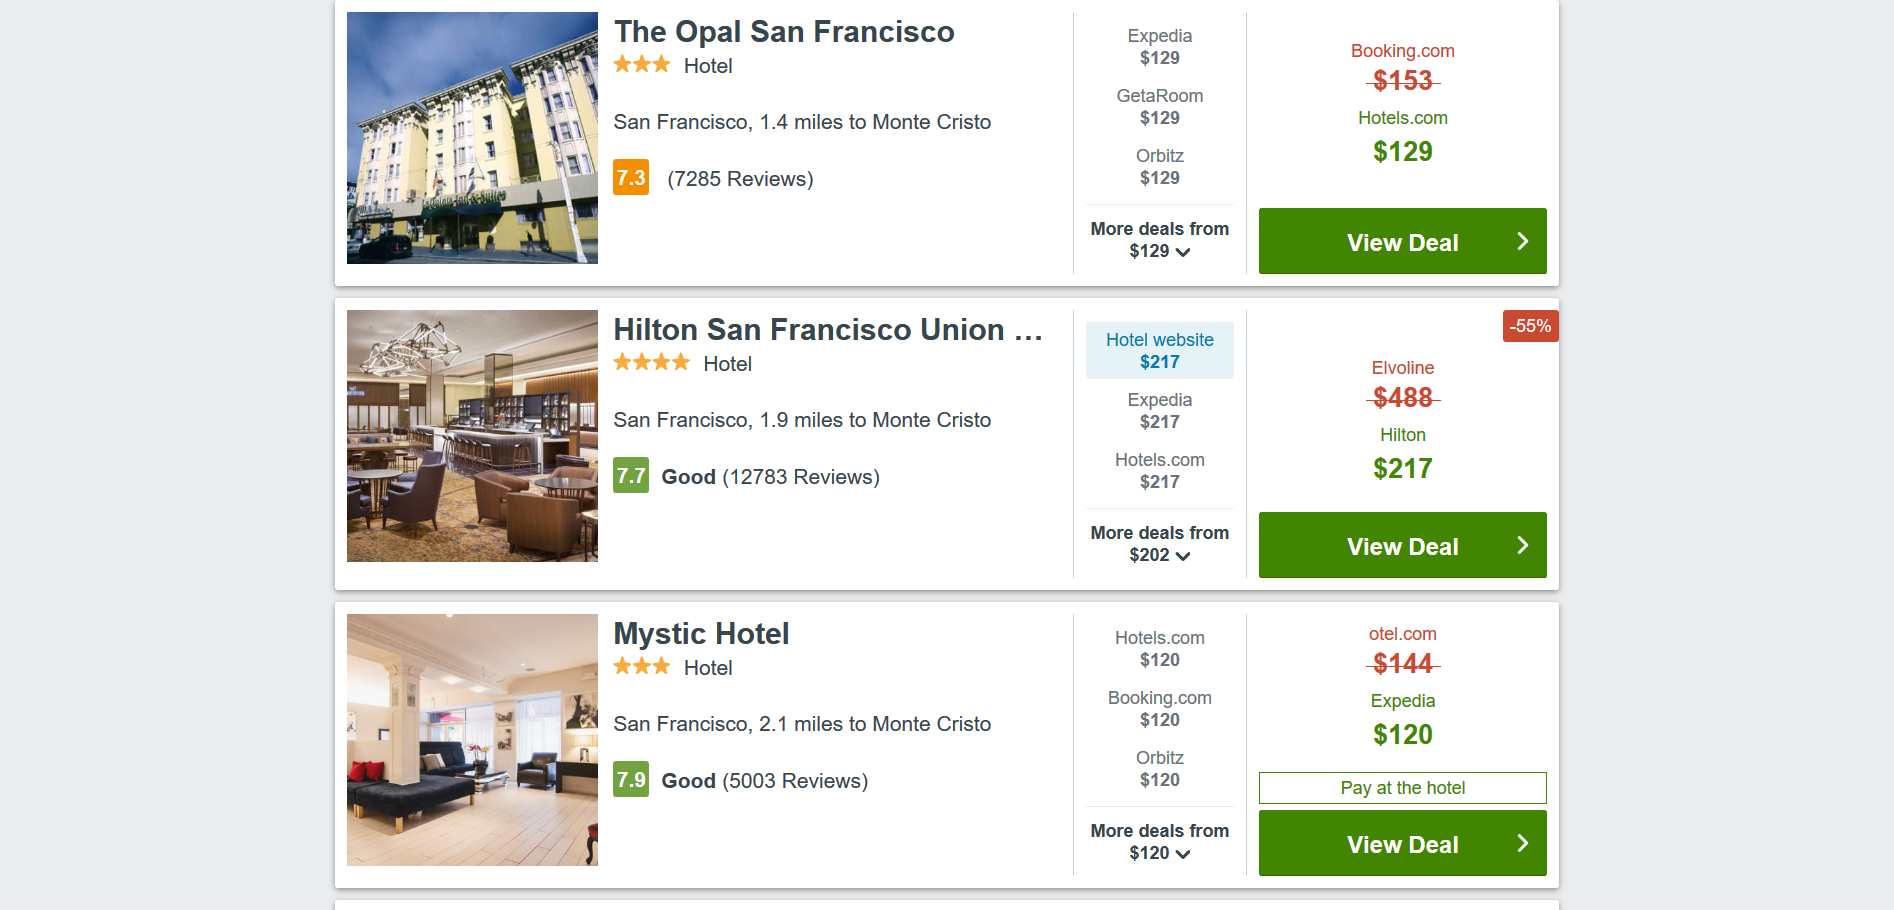 The Opal San Francisco
Hotel
San Francisco, 1.4 miles to Monte Cristo
7.3 (7285 Reviews)
Expedia
$129
GetaRoom
$129
Orbitz
$129
More deals from
$129
Booking.com
$153
Hotels.com
$129
View Deal
Hilton San Francisco Union ...
Hotel
San Francisco, 1.9 miles to Monte Cristo
7.7 Good (12783 Reviews)
Hotel website
$217
Expedia
$217
Hotels.com
$217
More deals from
$202
-55%
Elvoline
$488
Hilton
$217
View Deal
Mystic Hotel
Hotel
San Francisco, 2.1 miles to Monte Cristo
7.9 Good (5003 Reviews)
Hotels.com
$120
Booking.com
$120
Orbitz
$120
More deals from
$120
otel.com
$144
Expedia
$120
Pay at the hotel
View Deal